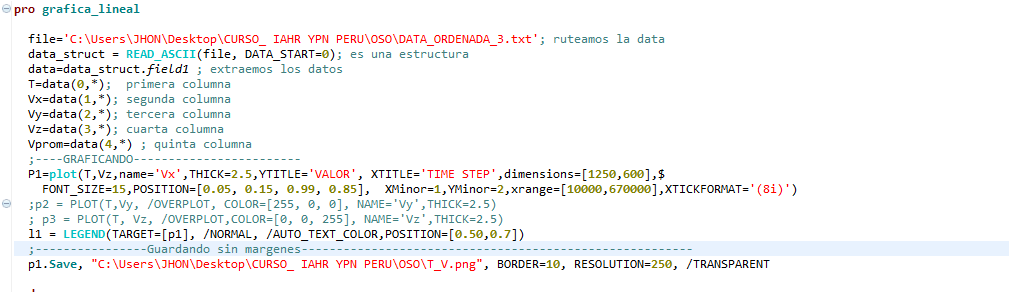 pro grafica_lineal
file='C:\Users\JHON\Desktop\CURSO_ IAHR YPN PERU\OSO\DATA_ORDENADA_3.txt'; ruteamos la data
data_struct = READ_ASCII(file, DATA_START=0); es una estructura
data=data_struct.field1 ; extraemos los datos
T=data(0,*);  primera columna
Vx=data(1,*); segunda columna
Vy=data(2,*); tercera columna
Vz=data(3,*); cuarta columna
Vprom=data(4,*) ; quinta columna
;----GRAFICANDO------------------------
P1=plot(T,Vz,name='Vx',THICK=2.5,YTITLE='VALOR', XTITLE='TIME STEP',dimensions=[1250,600],$
FONT_SIZE=15,POSITION=[0.05, 0.15, 0.99, 0.85],  XMinor=1,YMinor=2,xrange=[10000,670000],XTICKFORMAT='(8i)')
;p2 = PLOT(T,Vy, /OVERPLOT,COLOR=[255, 0, 0], NAME='Vy',THICK=2.5)
; p3 = PLOT(T, Vz, /OVERPLOT,COLOR=[0, 0, 255], NAME='Vz',THICK=2.5)
l1 = LEGEND(TARGET=[p1], /NORMAL, /AUTO_TEXT_COLOR,POSITION=[0.50,0.7])
;----------------Guardando sin margenes--------------------------------------------------------
p1.Save, "C:\Users\JHON\Desktop\CURSO_ IAHR YPN PERU\OSO\T_V.png", BORDER=10, RESOLUTION=250, /TRANSPARENT